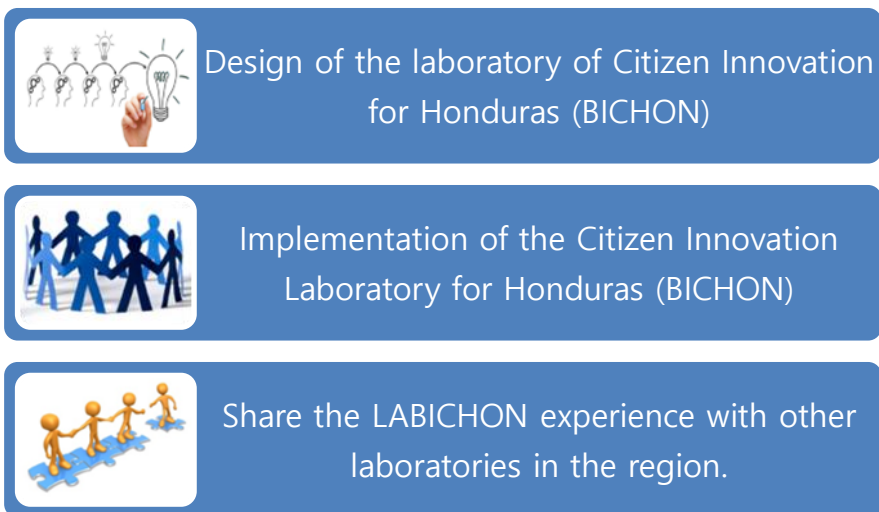 Design of the laboratory of Citizen Innovation
for Honduras (BICHON)
Implementation of the Citizen Innovation
Laboratory for Honduras (BICHON)
Share the LABICHON experience with other
laboratories in the region.